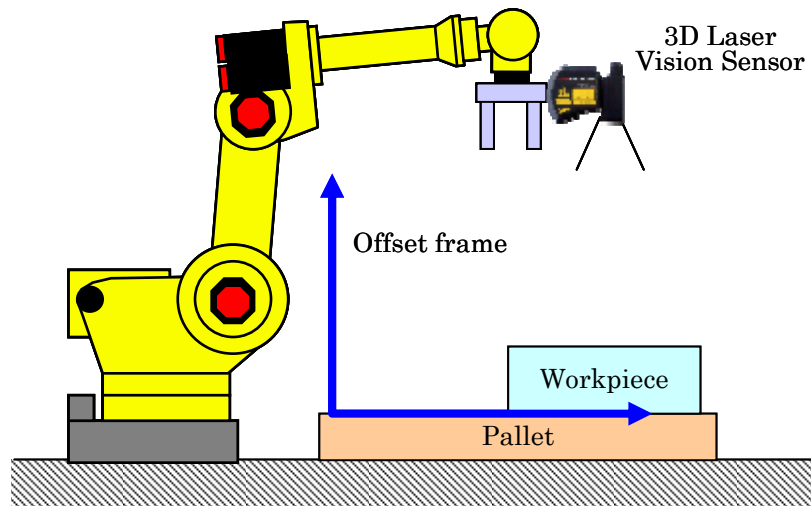 3D Laser
Vision Sensor
Offset frame
Workpiece
Pallet